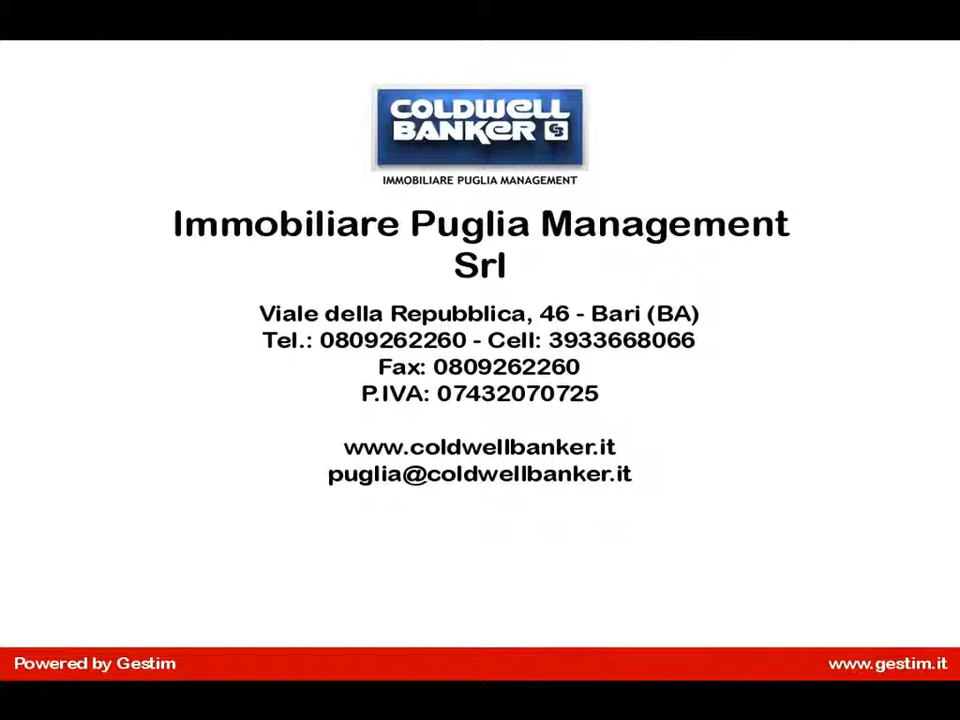 COLDWELL
BANKER CB
IMMOBILIARE PUGLIA MANAGEMENT
Immobiliare Puglia Management
Srl
Viale della Repubblica, 46 - Bari (BA)
Tel.: 0809262260 - Cell: 3933668066
Fax: 0809262260
P.IVA: 07432070725
www.coldwellbanker.it
puglia@coldwellbanker.it
Powered by Gestim
www.gestim.it